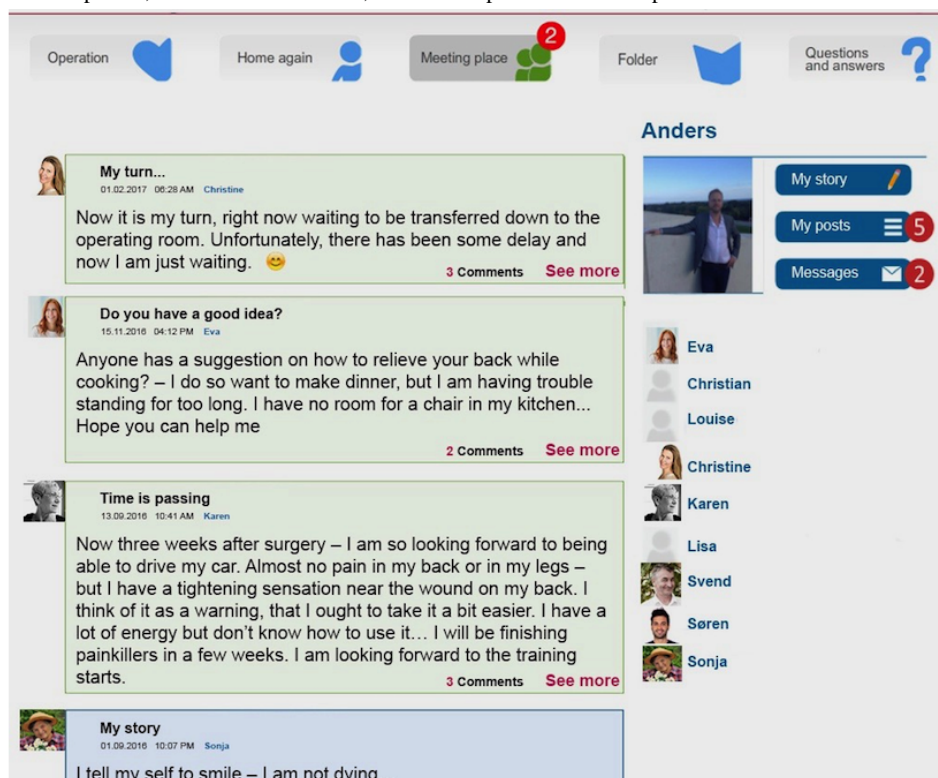 Operation
Home again
Meeting place
2
Folder
Questions
and answers
Anders
My story
My posts
5
Messages
2
My turn...
01.02.2017 06:28 AM Christine
Now it is my turn, right now waiting to be transferred down to the
operating room. Unfortunately, there has been some delay and
now I am just waiting. 😊
3 Comments See more
Do you have a good idea?
15.11.2016 04:12 PM Eva
Anyone has a suggestion on how to relieve your back while
cooking? – I do so want to make dinner, but I am having trouble
standing for too long. I have no room for a chair in my kitchen...
Hope you can help me
2 Comments See more
Time is passing
13.09.2016 10:41 AM Karen
Now three weeks after surgery – I am so looking forward to being
able to drive my car. Almost no pain in my back or in my legs –
but I have a tightening sensation near the wound on my back. I
think of it as a warning, that I ought to take it a bit easier. I have a
lot of energy but don't know how to use it... I will be finishing
painkillers in a few weeks. I am looking forward to the training
starts.
3 Comments See more
My story
01.09.2016 10:07 PM Sonja
I tell my self to smile – I am not dying
Eva
Christian
Louise
Christine
Karen
Lisa
Svend
Søren
Sonja